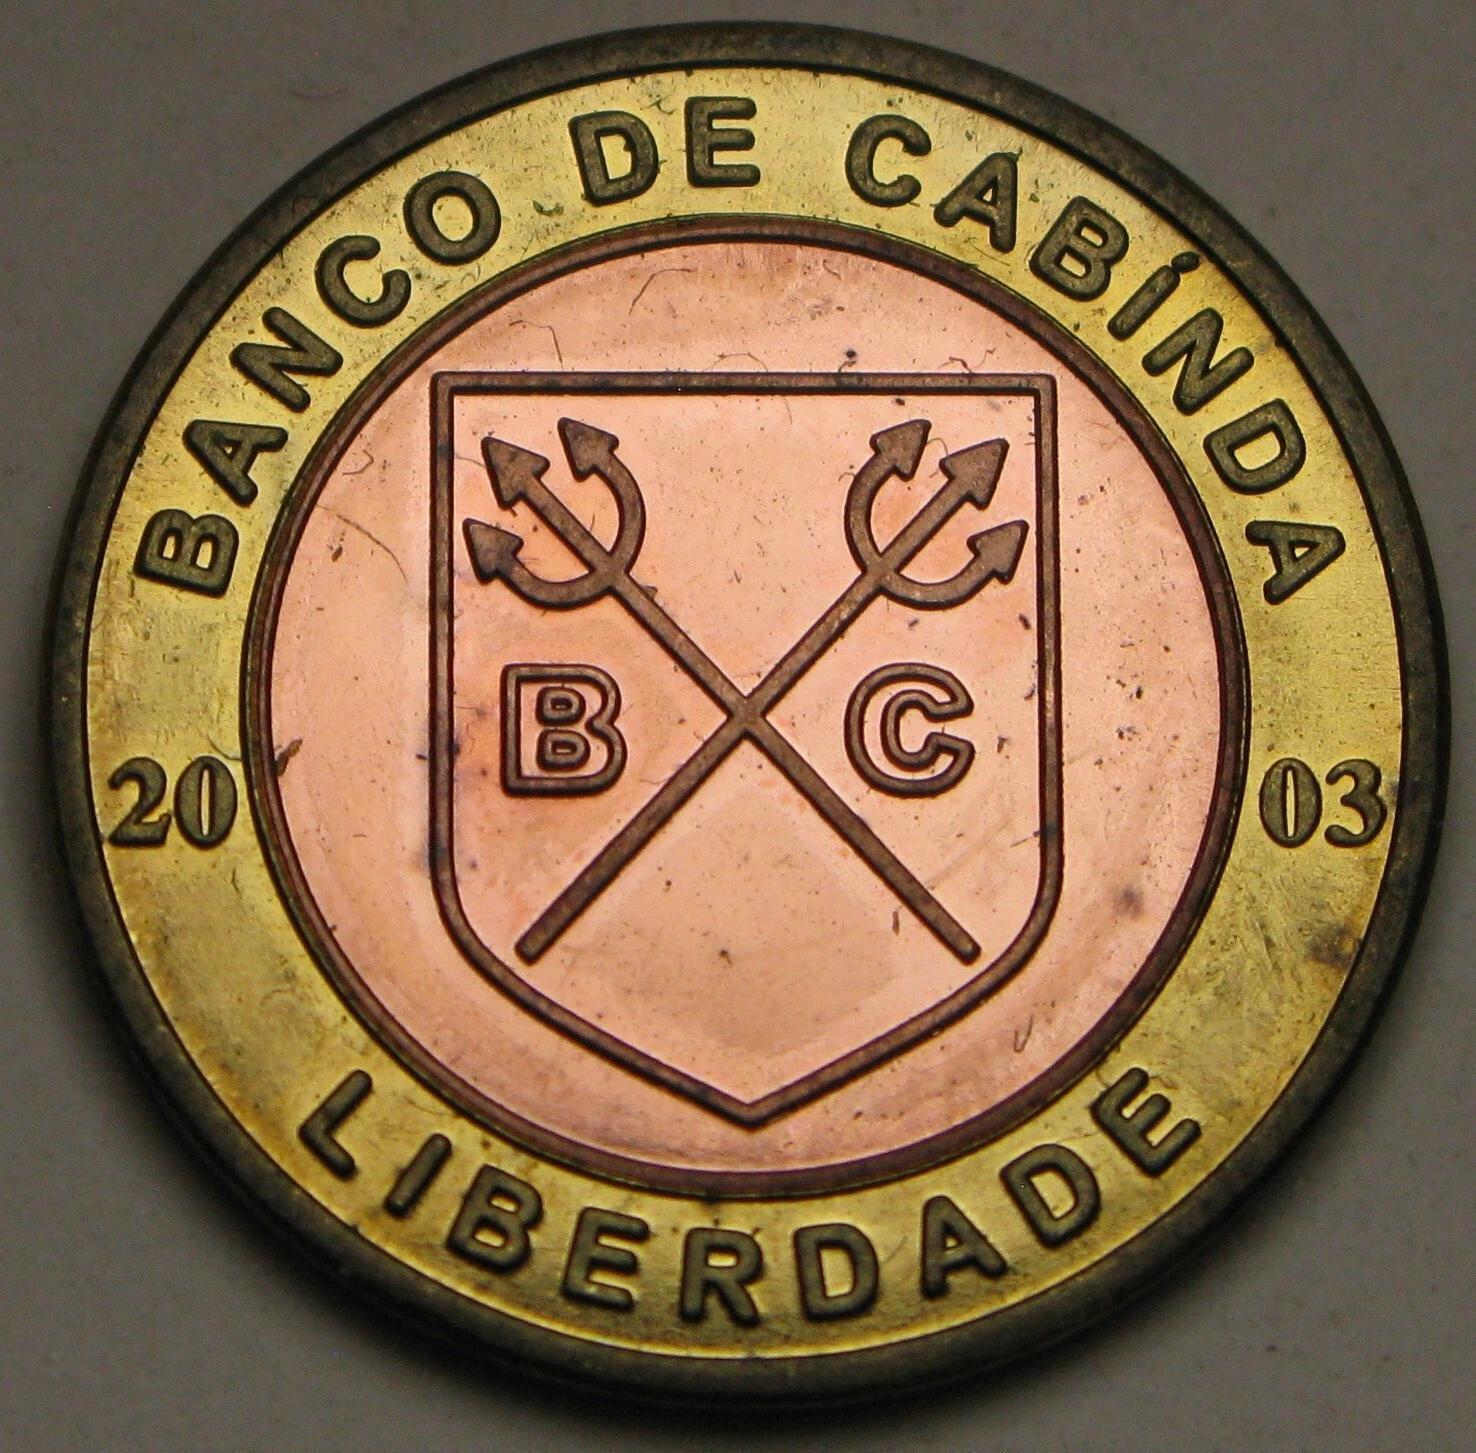 BANCO DE CABÍNDA
B C
20 03
LIBERDADE